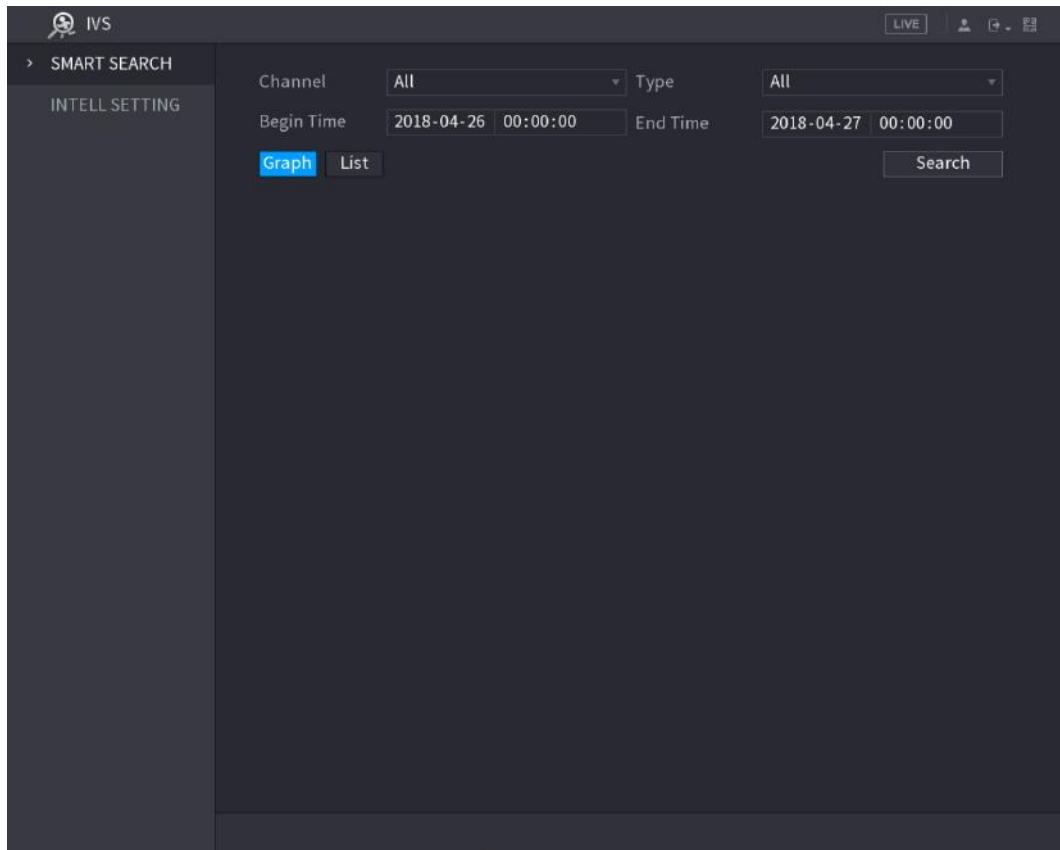 IVS LIVE
SMART SEARCH
INTELL SETTING
Channel All Type All
Begin Time 2018-04-26 00:00:00 End Time 2018-04-27 00:00:00
Graph List Search